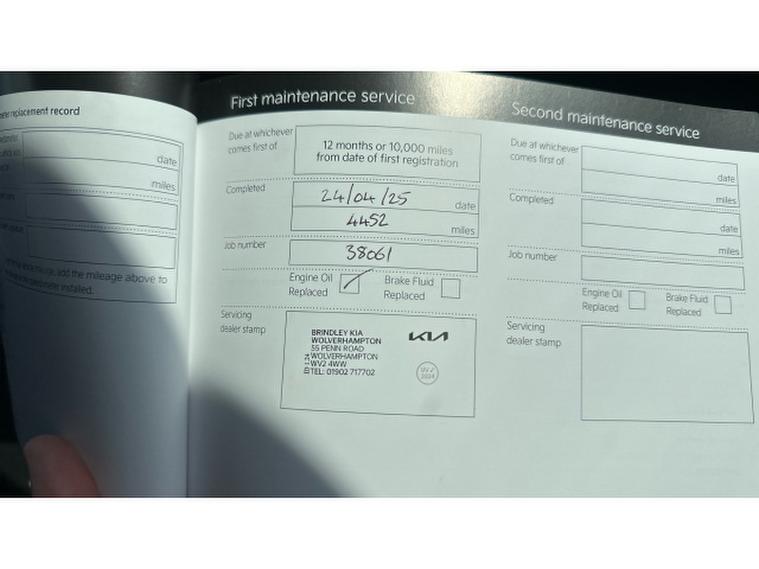 meter replacement record
date
miles
add the mileage above to
First maintenance service
Due at whichever
comes first of
12 months or 10,000 miles
from date of first registration
Completed
24/04/25
date
4452
miles
Job number
38061
Engine Oil
Replaced
Brake Fluid
Replaced
Servicing
dealer stamp
BRINDLEY KIA
WOLVERHAMPTON
55 PENN ROAD
WOLVERHAMPTON
WV2 4WW
TEL: 01902 717702
KIA
2024
Second maintenance service
Due at whichever
comes first of
date
miles
Completed
date
miles
Job number
Engine Oil
Replaced
Brake Fluid
Replaced
Servicing
dealer stamp